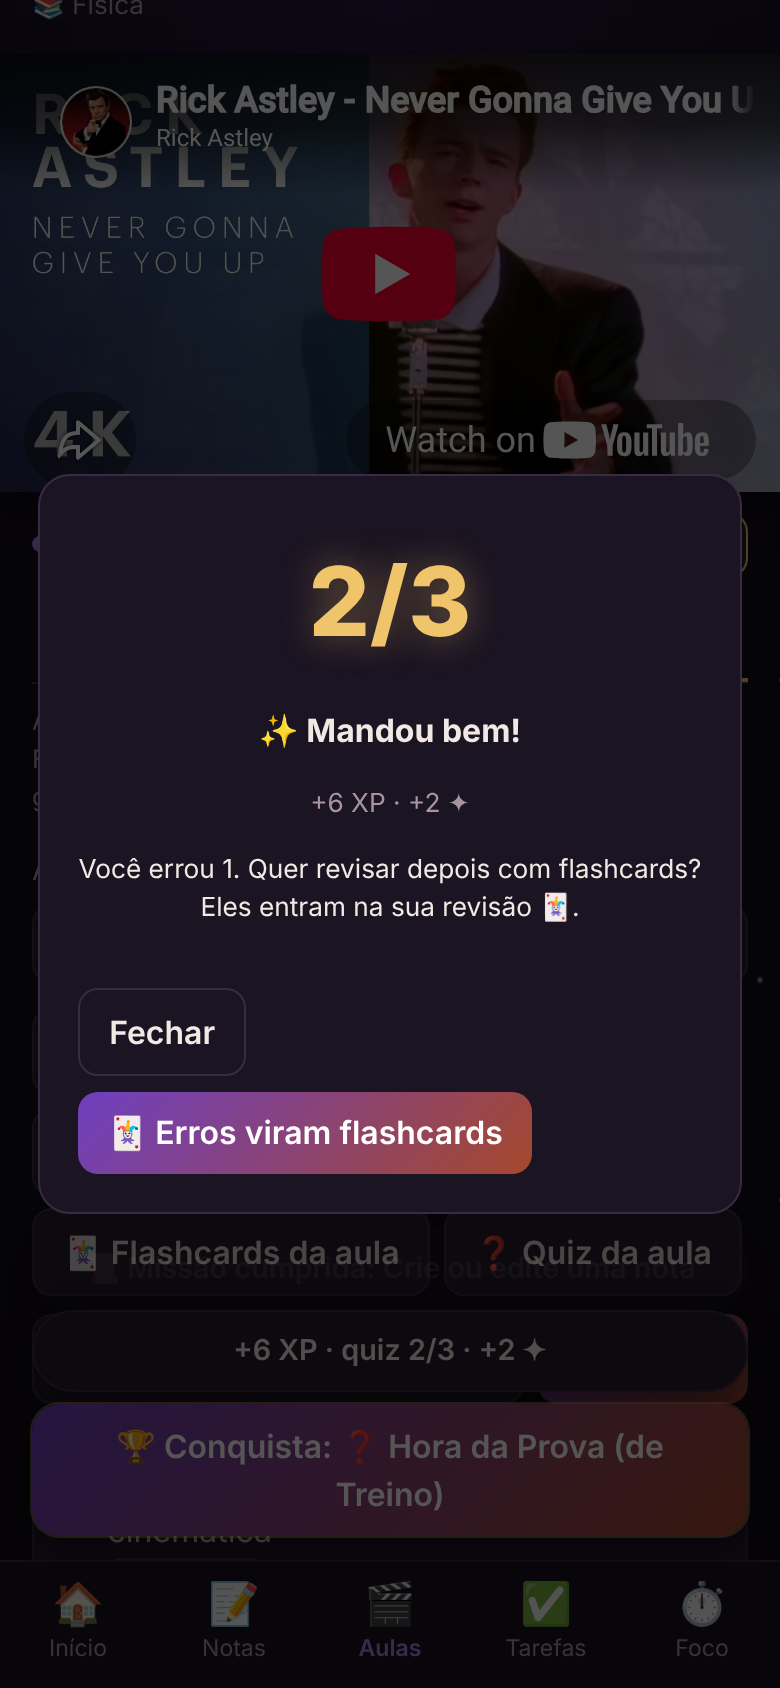 📚 Física
Rick Astley - Never Gonna Give You U
Rick Astley
RICK
ASTLEY
NEVER GONNA
GIVE YOU UP
4K
Watch on YouTube
2/3
✨ Mandou bem!
+6 XP · +2 ✦
Você errou 1. Quer revisar depois com flashcards?
Eles entram na sua revisão 🃏.
Fechar
🃏 Erros viram flashcards
🃏 Flashcards da aula
❓ Quiz da aula
Missão cumprida: Crie ou edite uma nota
+6 XP · quiz 2/3 · +2 ✦
🏆 Conquista: ❓ Hora da Prova (de
Treino)
cinemática
Início
Notas
Aulas
Tarefas
Foco